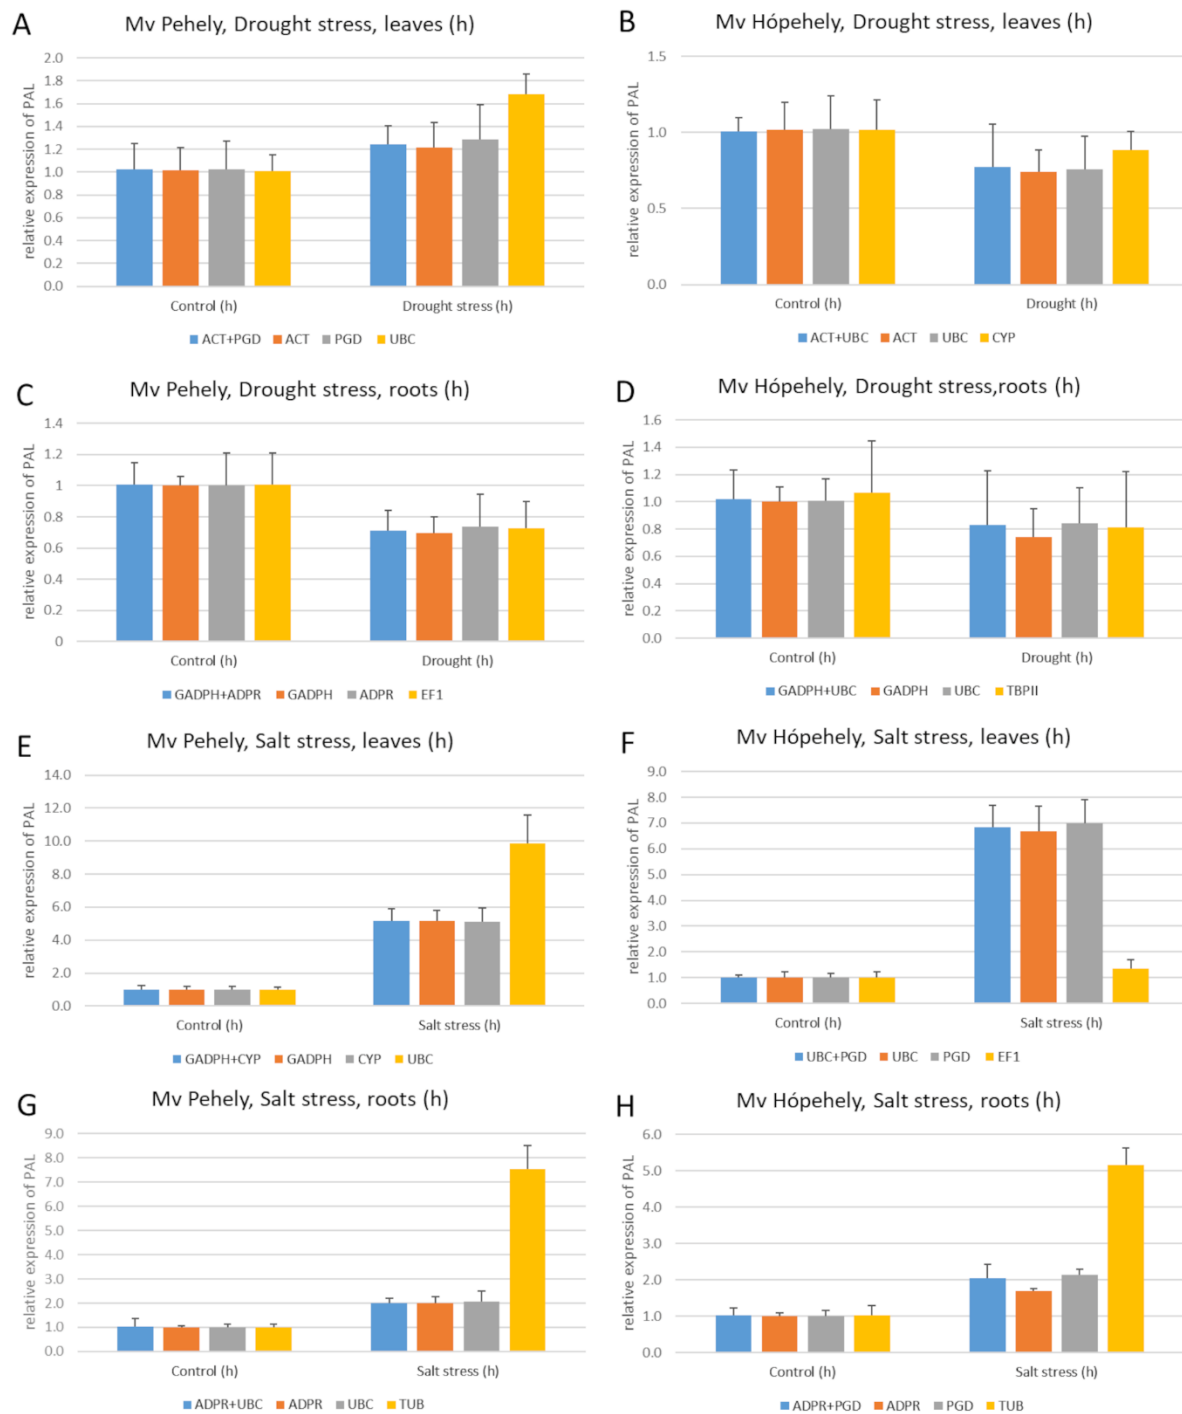 A
Mv Pehely, Drought stress, leaves (h)
relative expression of PAL
2.0
1.8
1.6
1.4
1.2
1.0
0.8
0.6
0.4
0.2
0.0
Control (h)
Drought stress (h)
ACT+PGD ACT PGD UBC
B
Mv Hópehely, Drought stress, leaves (h)
relative expression of PAL
1.5
1.0
0.5
0.0
Control (h)
Drought (h)
ACT+UBC ACT UBC CYP
C
Mv Pehely, Drought stress, roots (h)
relative expression of PAL
1.4
1.2
1
0.8
0.6
0.4
0.2
0
Control (h)
Drought (h)
GADPH+ADPR GADPH ADPR EF1
D
Mv Hópehely, Drought stress,roots (h)
relative expression of PAL
1.6
1.4
1.2
1.0
0.8
0.6
0.4
0.2
0.0
Control (h)
Drought (h)
GADPH+UBC GADPH UBC TBPII
E
Mv Pehely, Salt stress, leaves (h)
relative expression of PAL
14.0
12.0
10.0
8.0
6.0
4.0
2.0
0.0
Control (h)
Salt stress (h)
GADPH+CYP GADPH CYP UBC
F
Mv Hópehely, Salt stress, leaves (h)
relative expression of PAL
9.0
8.0
7.0
6.0
5.0
4.0
3.0
2.0
1.0
0.0
Control (h)
Salt stress (h)
UBC+PGD UBC PGD EF1
G
Mv Pehely, Salt stress, roots (h)
relative expression of PAL
9.0
8.0
7.0
6.0
5.0
4.0
3.0
2.0
1.0
0.0
Control (h)
Salt stress (h)
ADPR+UBC ADPR UBC TUB
H
Mv Hópehely, Salt stress, roots (h)
relative expression of PAL
6.0
5.0
4.0
3.0
2.0
1.0
0.0
Control (h)
Salt stress (h)
ADPR+PGD ADPR PGD TUB